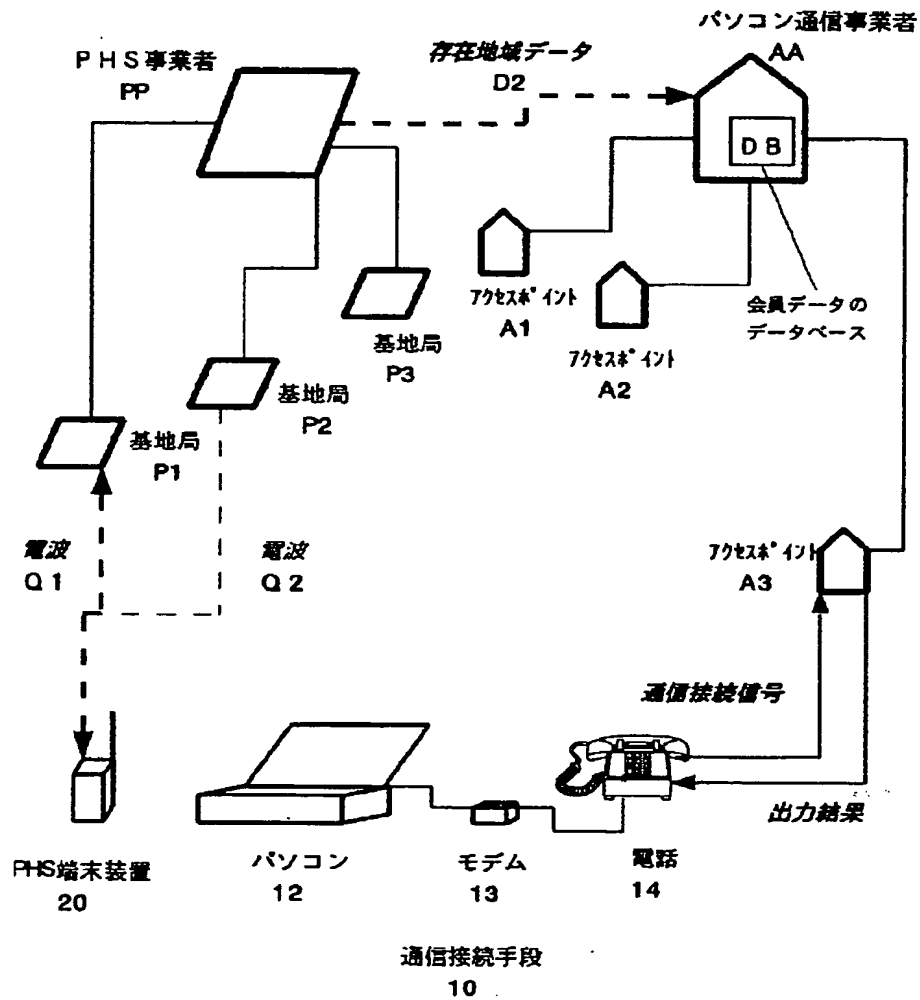 パソコン通信事業者
AA
PHS事業者
PP
存在地域データ
D2
DB
アクセスポイント
A1
アクセスポイント
A2
会員データの
データベース
基地局
P3
基地局
P2
基地局
P1
電波
Q1
電波
Q2
アクセスポイント
A3
通信接続信号
出力結果
PHS端末装置
20
パソコン
12
モデム
13
電話
14
通信接続手段
10